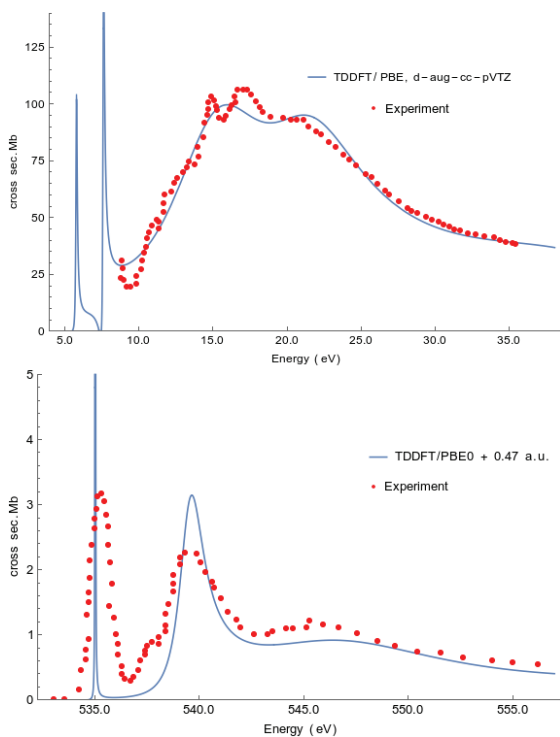 125
100
75
50
25
0
cross sec.Mb
TDDFT/ PBE, d-aug-cc-pVTZ
Experiment
5.0 10.0 15.0 20.0 25.0 30.0 35.0
Energy ( eV)
5
4
3
2
1
0
cross sec.Mb
TDDFT/PBE0 + 0.47 a.u.
Experiment
535.0 540.0 545.0 550.0 555.0
Energy ( eV)